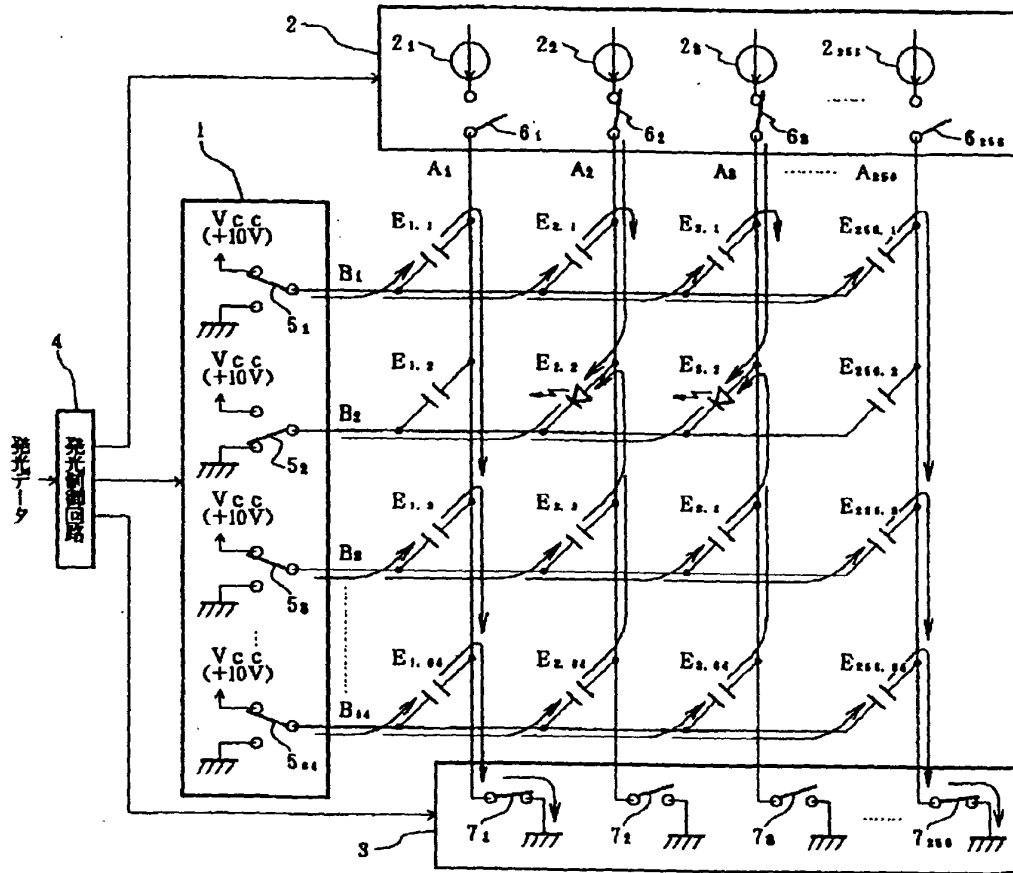 2
2₁
2₂
2₃
2₂₅₅
6₁
6₂
6₃
6₂₅₆
1
A₁
A₂
A₃
A₂₅₆
Vcc
(+10V)
E₁.₁
E₂.₁
E₃.₁
E₂₅₆.₁
B₁
5₁
4
Vcc
(+10V)
E₁.₂
E₂.₂
E₃.₂
E₂₅₆.₂
B₂
5₂
発光データ
発光制御回路
Vcc
(+10V)
E₁.₃
E₂.₃
E₂₅₆.₃
B₃
5₃
Vcc
(+10V)
E₁.₆₄
E₂.₆₄
E₃.₆₄
E₂₅₆.₆₄
B₆₄
5₆₄
3
7₁
7₂
7₃
7₂₅₆